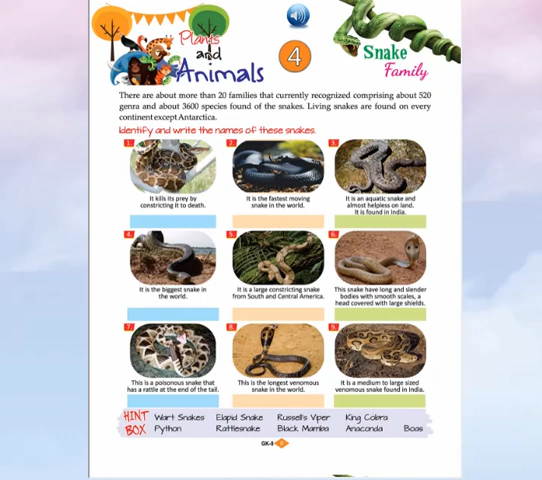 Plants
and
Animals
4
Snake
Family
There are about more than 20 families that currently recognized comprising about 520
genra and about 3600 species found of the snakes. Living snakes are found on every
continent except Antarctica.
Identify and write the names of these snakes.
1.
2.
3.
It kills its prey by
constricting it to death.
It is the fastest moving
snake in the world.
It is an aquatic snake and
almost helpless on land.
It is found in India.
4.
5.
6.
It is the biggest snake in
the world.
It is a large constricting snake
from South and Central America.
This snake have long and slender
bodies with smooth scales, a
head covered with large shields.
7.
8.
9.
This is a poisonous snake that
has a rattle at the end of the tail.
This is the longest venomous
snake in the world.
It is a medium to large sized
venomous snake found in India.
HINT
BOX
Wart Snakes Elapid Snake Russell's Viper King Cobra
Python Rattlesnake Black Mamba Anaconda Boas